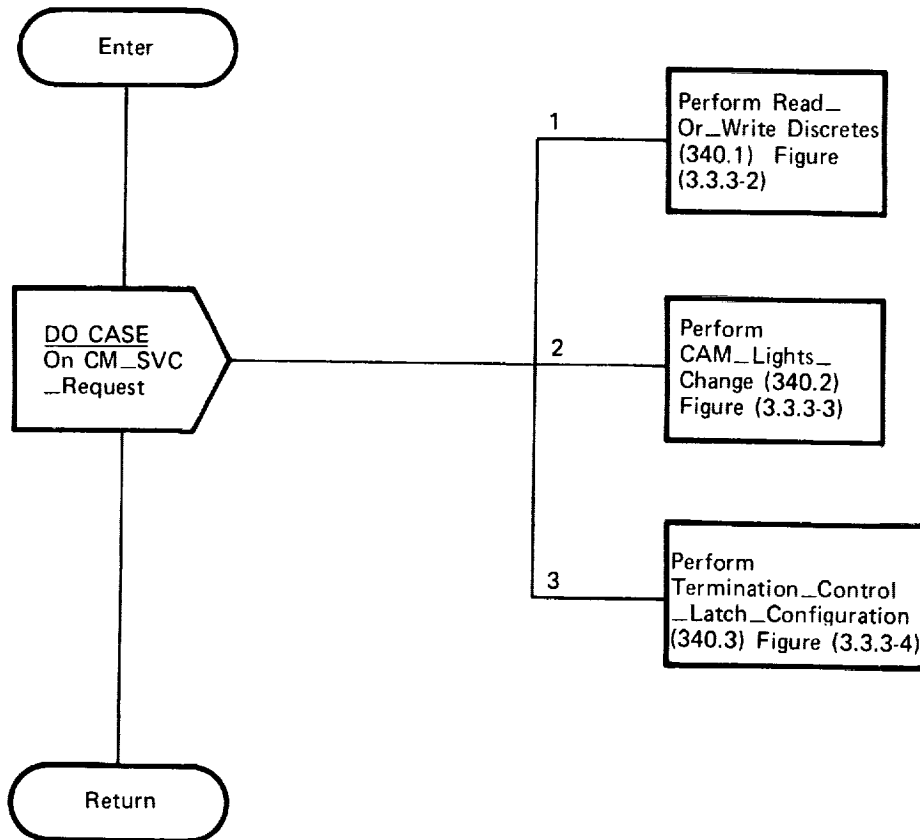 Enter
DO CASE
On CM_SVC
_Request
Return
1
Perform Read_
Or_Write Discretes
(340.1) Figure
(3.3.3-2)
2
Perform
CAM_Lights_
Change (340.2)
Figure (3.3.3-3)
3
Perform
Termination_Control
_Latch_Configuration
(340.3) Figure (3.3.3-4)